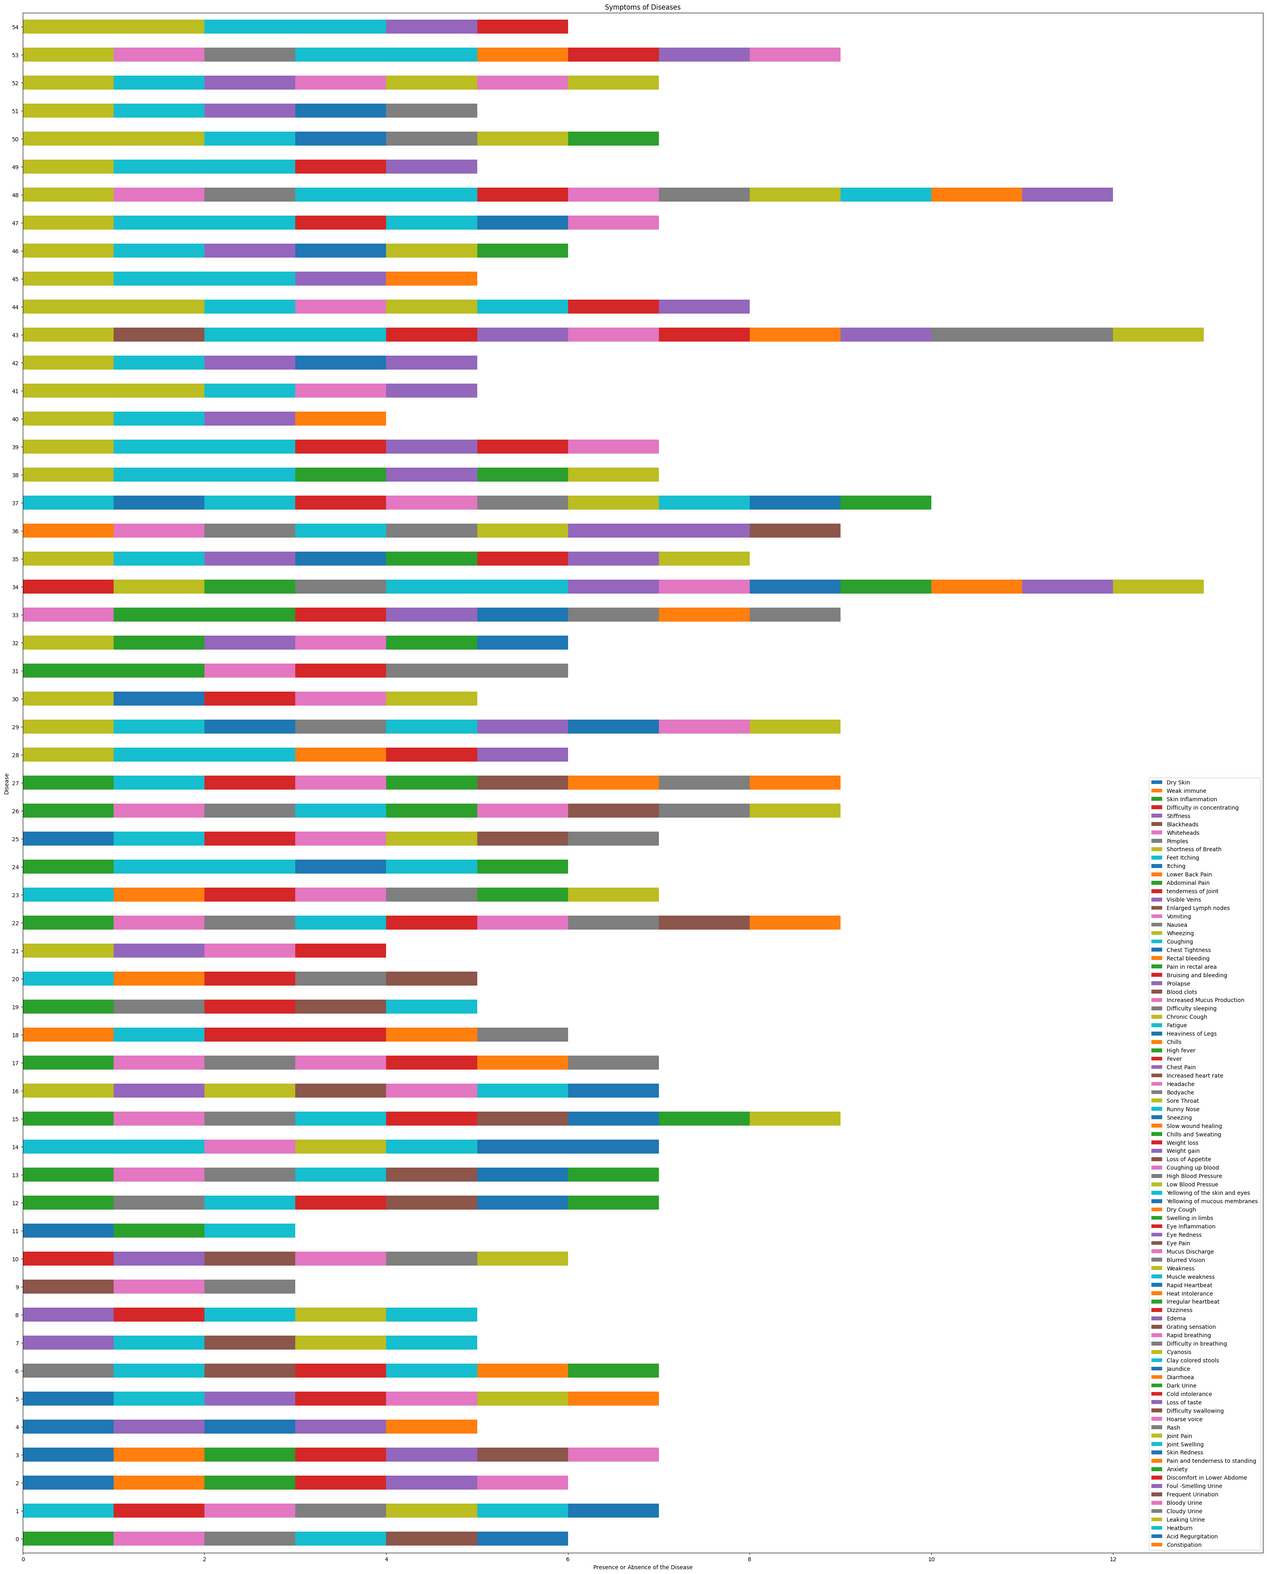 Symptoms of Diseases
54
53
52
51
50
49
48
47
46
45
44
43
42
41
40
39
38
37
36
35
34
33
32
31
30
29
28
27
26
25
24
23
22
21
20
19
18
17
16
15
14
13
12
11
10
9
8
7
6
5
4
3
2
1
0
Disease
0 2 4 6 8 10 12
Presence or Absence of the Disease
Dry Skin
Weak immune
Skin Inflammation
Difficulty in concentrating
Stiffness
Blackheads
Whiteheads
Pimples
Shortness of Breath
Feet Itching
Itching
Lower Back Pain
Abdominal Pain
tenderness of Joint
Visible Veins
Enlarged Lymph nodes
Vomiting
Nausea
Wheezing
Coughing
Chest Tightness
Rectal bleeding
Pain in rectal area
Bruising and bleeding
Prolapse
Blood clots
Increased Mucus Production
Difficulty sleeping
Chronic Cough
Fatigue
Heaviness of Legs
Chills
High fever
Fever
Chest Pain
Increased heart rate
Headache
Bodyache
Sore Throat
Runny Nose
Sneezing
Slow wound healing
Chills and Sweating
Weight loss
Weight gain
Loss of Appetite
Coughing up blood
High Blood Pressure
Low Blood Pressue
Yellowing of the skin and eyes
Yellowing of mucous membranes
Dry Cough
Swelling in limbs
Eye Inflammation
Eye Redness
Eye Pain
Mucus Discharge
Blurred Vision
Weakness
Muscle weakness
Rapid Heartbeat
Heat Intolerance
Irregular heartbeat
Dizziness
Edema
Grating sensation
Rapid breathing
Difficulty in breathing
Cyanosis
Clay colored stools
Jaundice
Diarrhoea
Dark Urine
Cold intolerance
Loss of taste
Difficulty swallowing
Hoarse voice
Rash
Joint Pain
Joint Swelling
Skin Redness
Pain and tenderness to standing
Anxiety
Discomfort in Lower Abdome
Foul -Smelling Urine
Frequent Urination
Bloody Urine
Cloudy Urine
Leaking Urine
Heatburn
Acid Regurgitation
Constipation